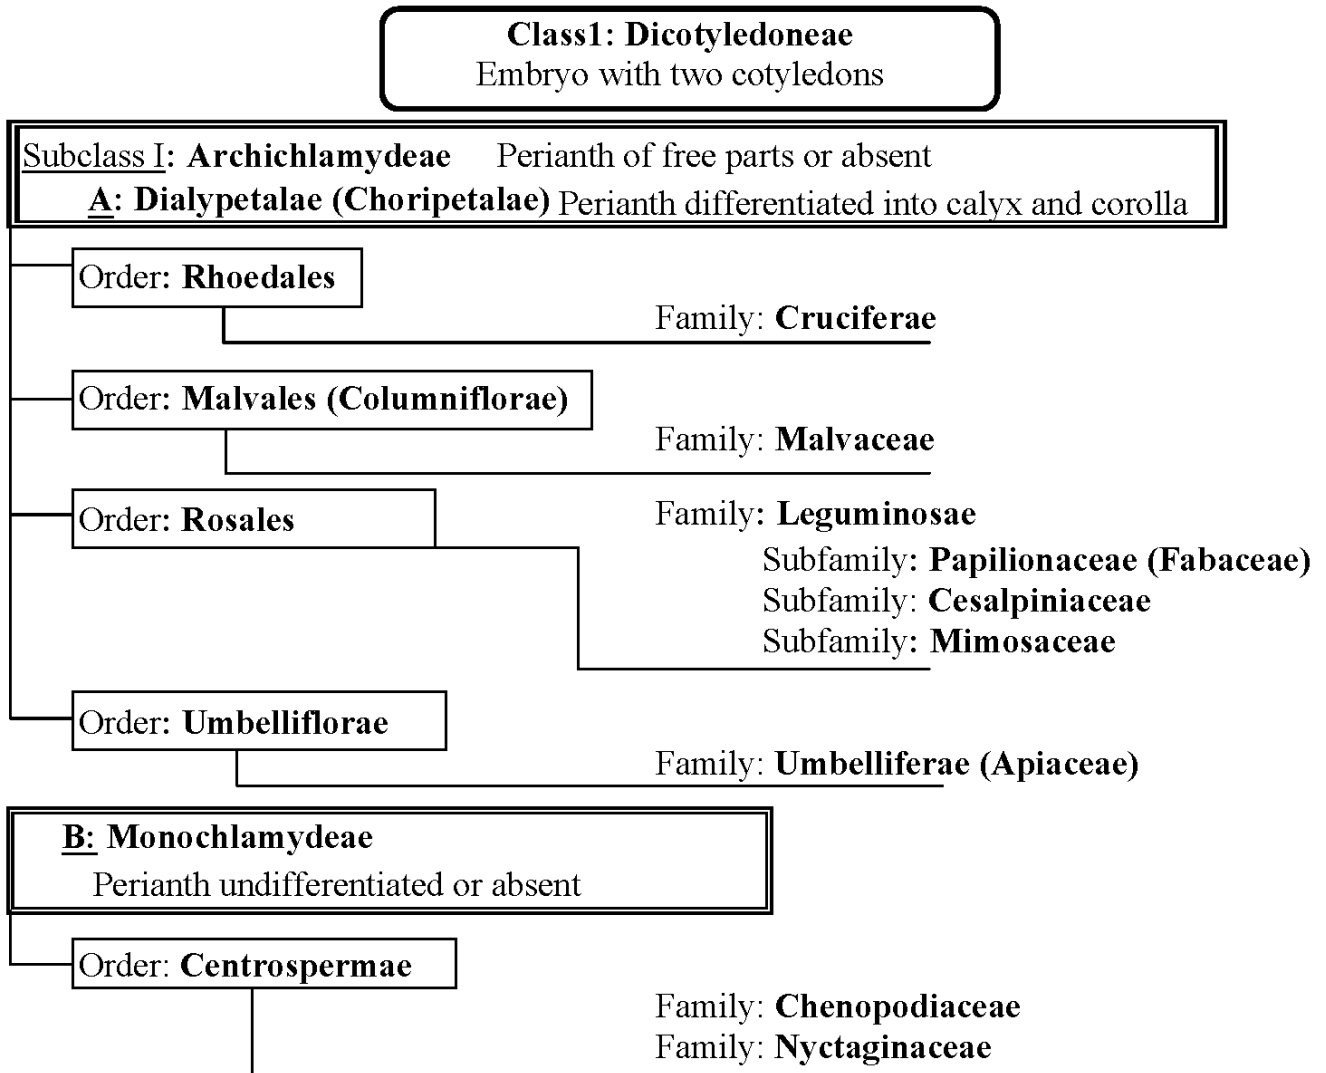 Class1: Dicotyledoneae
Embryo with two cotyledons
Subclass I: Archichlamydeae Perianth of free parts or absent
A: Dialypetalae (Choripetalae) Perianth differentiated into calyx and corolla
Order: Rhoedales
Family: Cruciferae
Order: Malvales (Columniflorae)
Family: Malvaceae
Order: Rosales
Family: Leguminosae
Subfamily: Papilionaceae (Fabaceae)
Subfamily: Cesalpiniaceae
Subfamily: Mimosaceae
Order: Umbelliflorae
Family: Umbelliferae (Apiaceae)
B: Monochlamydeae
Perianth undifferentiated or absent
Order: Centrospermae
Family: Chenopodiaceae
Family: Nyctaginaceae